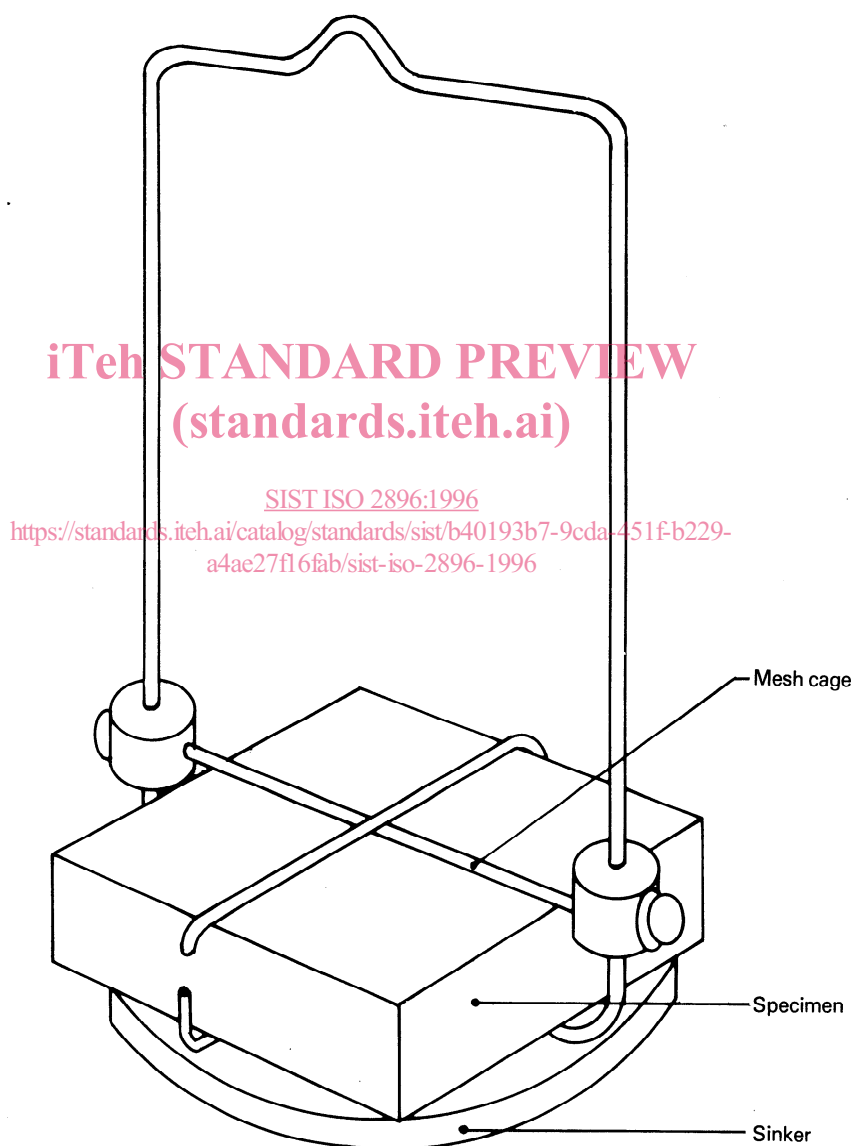 iTeh STANDARD PREVIEW
(standards.iteh.ai)
SIST ISO 2896:1996
https://standards.iteh.ai/catalog/standards/sist/b40193b7-9cda-451f-b229-
a4ae27f16fab/sist-iso-2896-1996
Mesh cage
Specimen
Sinker